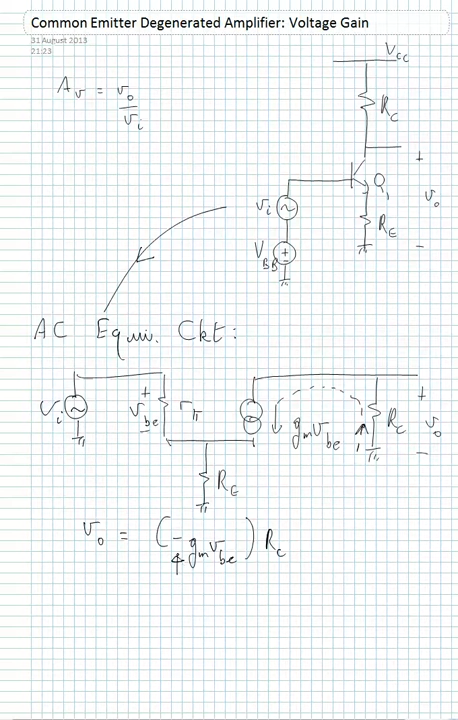 Common Emitter Degenerated Amplifier: Voltage Gain
31 August 2013
21:23
Vcc
Av = vo/vi
RC
+
Q1
vi
vo
RE
VBB
+
-
-
AC Equiv. Ckt:
+
+
vi
vbe
rπ
gmvbe
RC
vo
-
-
RE
vo = (-gmvbe) Rc